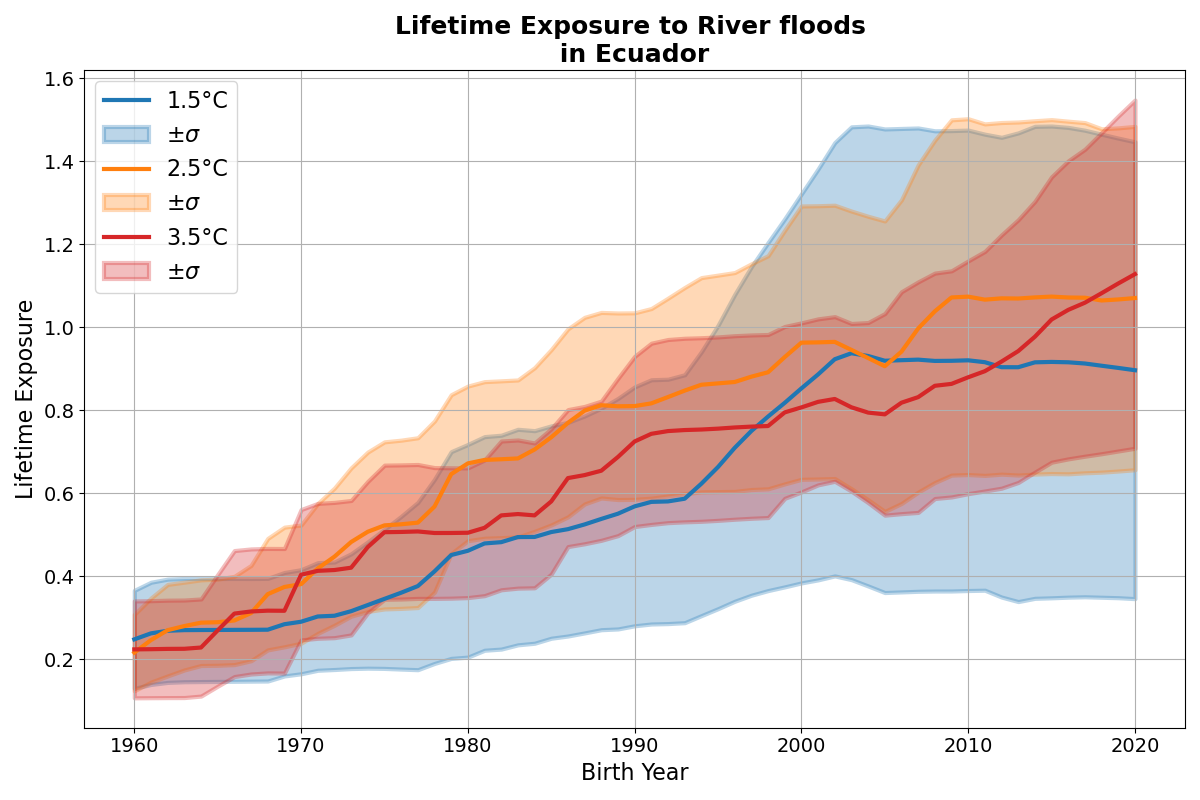 Lifetime Exposure to River floods
in Ecuador
1.5°C
±σ
2.5°C
±σ
3.5°C
±σ
Lifetime Exposure
1.6
1.4
1.2
1.0
0.8
0.6
0.4
0.2
1960 1970 1980 1990 2000 2010 2020
Birth Year